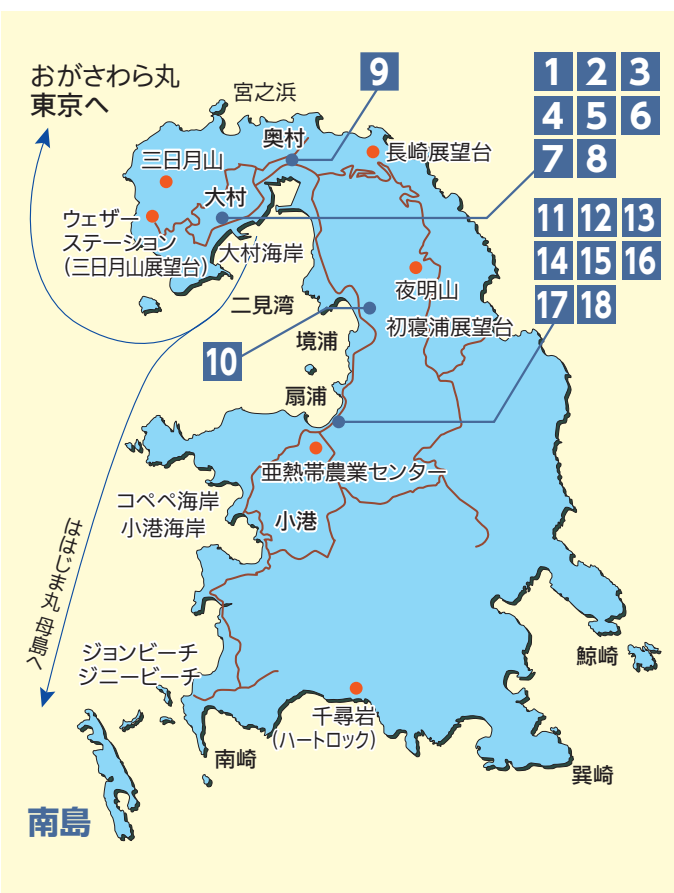 おがさわら丸
東京へ
宮之浜
9
1 2 3
4 5 6
7 8
奥村
長崎展望台
三日月山
大村
ウェザー
ステーション
(三日月山展望台)
大村海岸
11 12 13
14 15 16
17 18
夜明山
二見湾
初寝浦展望台
境浦
10
扇浦
亜熱帯農業センター
コペペ海岸
小港海岸
小港
ははじま丸 母島へ
ジョンビーチ
ジニービーチ
鯨崎
千尋岩
(ハートロック)
南崎
巽崎
南島